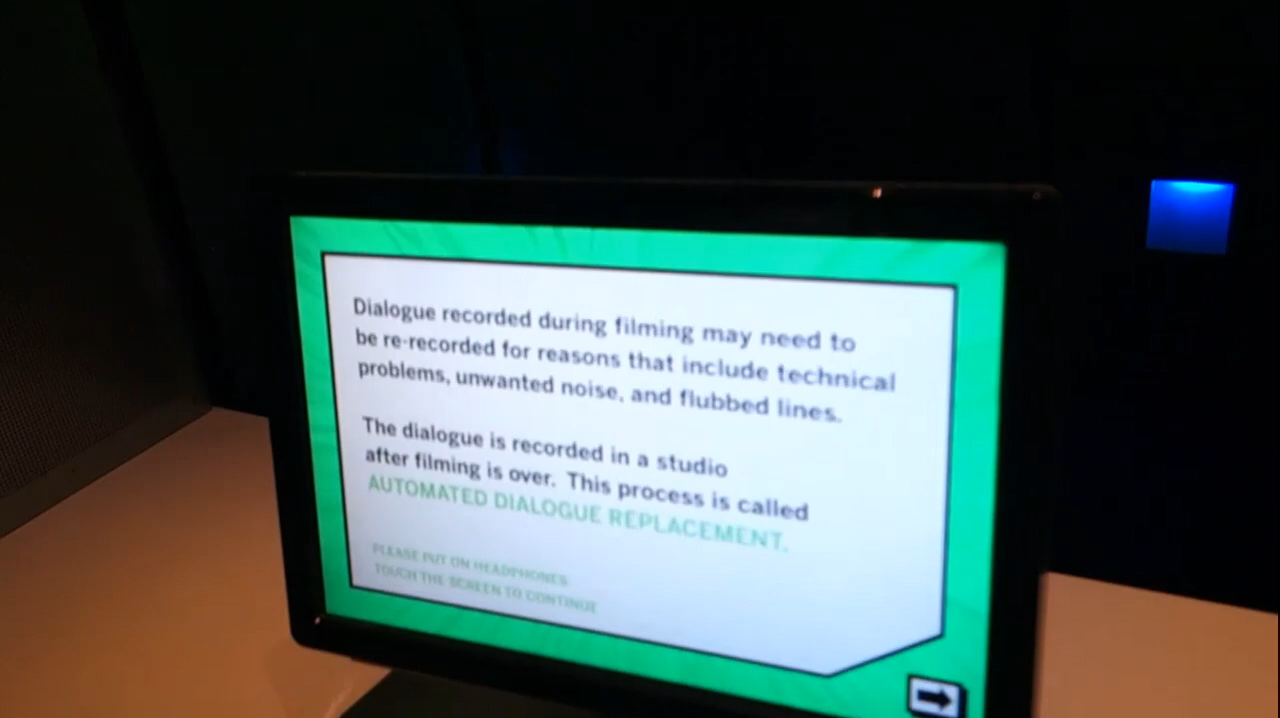 Dialogue recorded during filming may need to
be re-recorded for reasons that include technical
problems, unwanted noise, and flubbed lines.
The dialogue is recorded in a studio
after filming is over. This process is called
AUTOMATED DIALOGUE REPLACEMENT.
PLEASE PUT ON HEADPHONES
TOUCH THE SCREEN TO CONTINUE